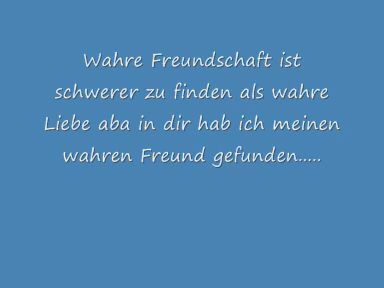 Wahre Freundschaft ist
schwerer zu finden als wahre
Liebe aba in dir hab ich meinen
wahren Freund gefunden.....